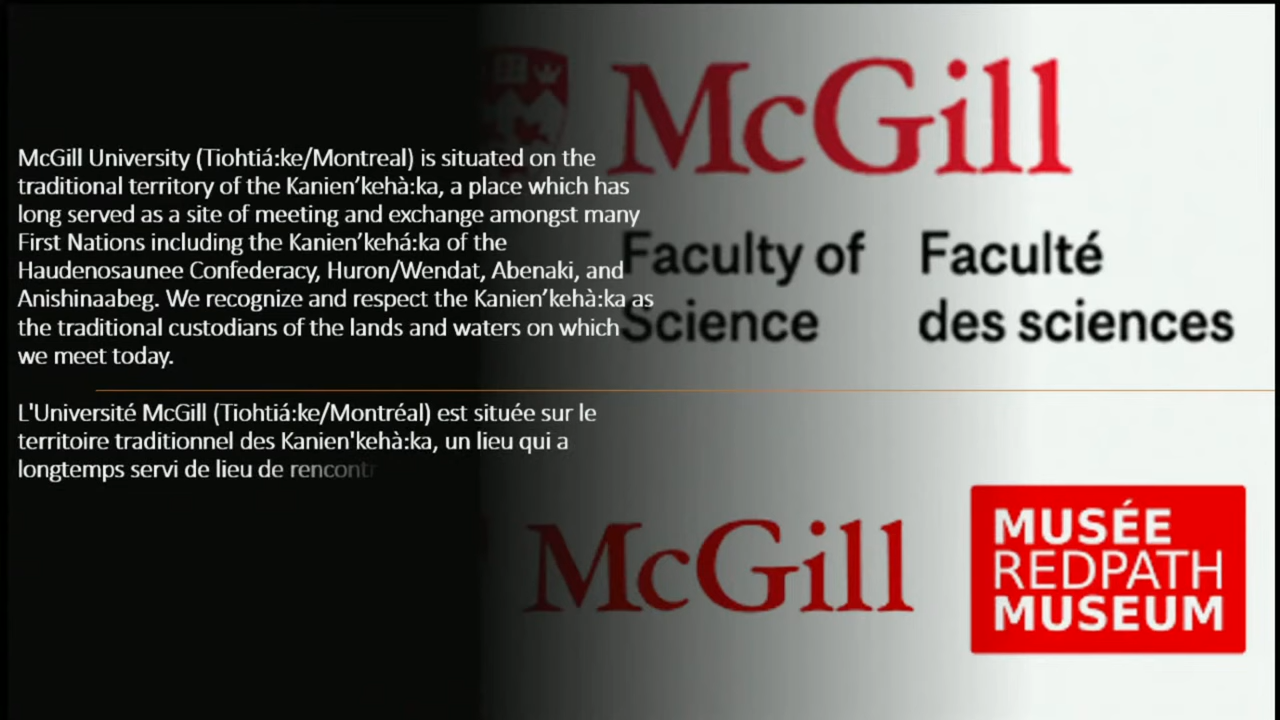 McGill University (Tiohtiá:ke/Montreal) is situated on the
traditional territory of the Kanien’kehà:ka, a place which has
long served as a site of meeting and exchange amongst many
First Nations including the Kanien’kehá:ka of the
Haudenosaunee Confederacy, Huron/Wendat, Abenaki, and
Anishinaabeg. We recognize and respect the Kanien’kehà:ka as
the traditional custodians of the lands and waters on which
we meet today.
L'Université McGill (Tiohtiá:ke/Montréal) est située sur le
territoire traditionnel des Kanien'kehà:ka, un lieu qui a
longtemps servi de lieu de rencontr
McGill
Faculty of
Science
Faculté
des sciences
McGill
MUSÉE
REDPATH
MUSEUM